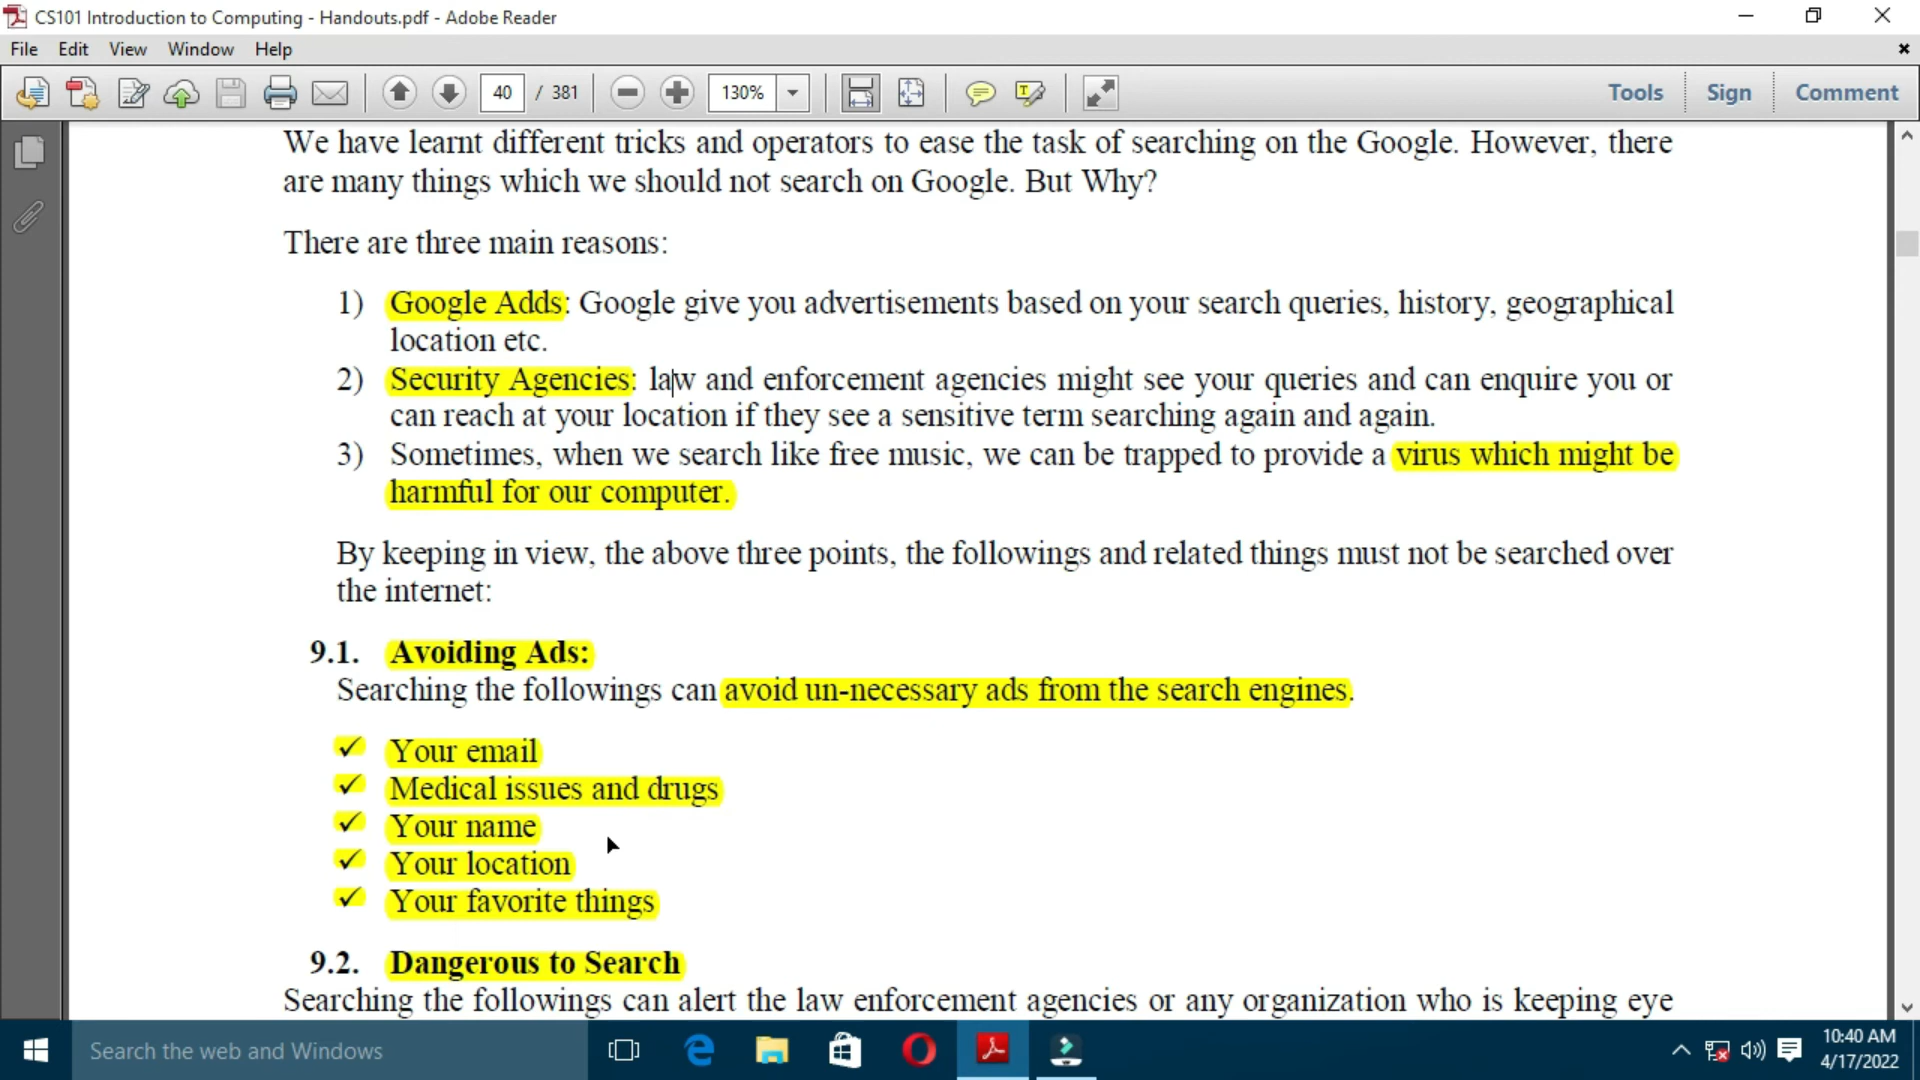 CS101 Introduction to Computing - Handouts.pdf - Adobe Reader
File Edit View Window Help
40 / 381 130% Tools Sign Comment
We have learnt different tricks and operators to ease the task of searching on the Google. However, there
are many things which we should not search on Google. But Why?
There are three main reasons:
1) Google Adds: Google give you advertisements based on your search queries, history, geographical
location etc.
2) Security Agencies: law and enforcement agencies might see your queries and can enquire you or
can reach at your location if they see a sensitive term searching again and again.
3) Sometimes, when we search like free music, we can be trapped to provide a virus which might be
harmful for our computer.
By keeping in view, the above three points, the followings and related things must not be searched over
the internet:
9.1. Avoiding Ads:
Searching the followings can avoid un-necessary ads from the search engines.
✓ Your email
✓ Medical issues and drugs
✓ Your name
✓ Your location
✓ Your favorite things
9.2. Dangerous to Search
Searching the followings can alert the law enforcement agencies or any organization who is keeping eye
Search the web and Windows
10:40 AM
4/17/2022